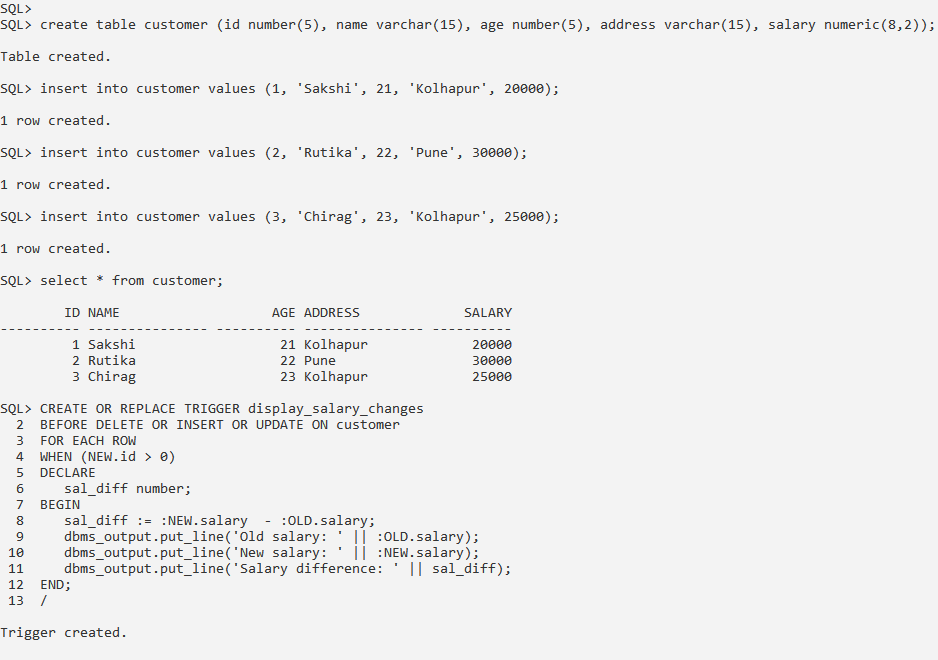 SQL>
SQL> create table customer (id number(5), name varchar(15), age number(5), address varchar(15), salary numeric(8,2));
Table created.
SQL> insert into customer values (1, 'Sakshi', 21, 'Kolhapur', 20000);
1 row created.
SQL> insert into customer values (2, 'Rutika', 22, 'Pune', 30000);
1 row created.
SQL> insert into customer values (3, 'Chirag', 23, 'Kolhapur', 25000);
1 row created.
SQL> select * from customer;
        ID NAME                   AGE ADDRESS             SALARY
---------- --------------- ---------- --------------- ----------
         1 Sakshi                  21 Kolhapur             20000
         2 Rutika                  22 Pune                 30000
         3 Chirag                  23 Kolhapur             25000
SQL> CREATE OR REPLACE TRIGGER display_salary_changes
  2  BEFORE DELETE OR INSERT OR UPDATE ON customer
  3  FOR EACH ROW
  4  WHEN (NEW.id > 0)
  5  DECLARE
  6     sal_diff number;
  7  BEGIN
  8     sal_diff := :NEW.salary  - :OLD.salary;
  9     dbms_output.put_line('Old salary: ' || :OLD.salary);
 10     dbms_output.put_line('New salary: ' || :NEW.salary);
 11     dbms_output.put_line('Salary difference: ' || sal_diff);
 12  END;
 13  /
Trigger created.